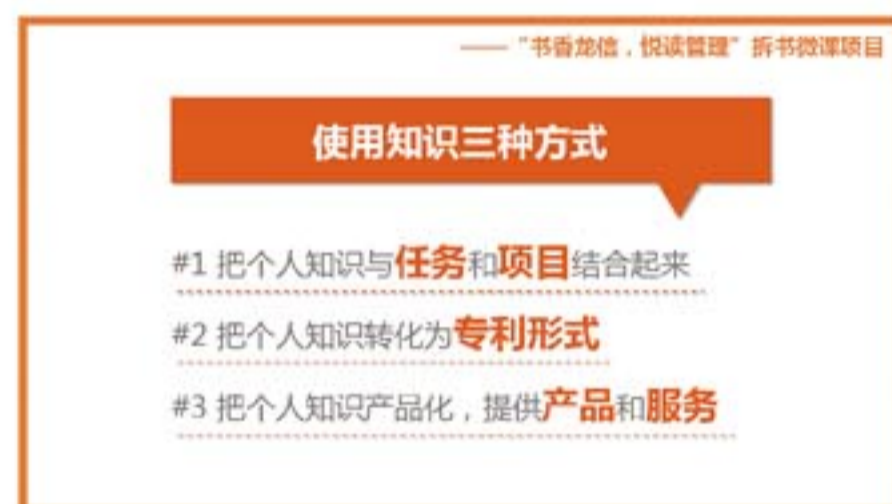 ——“书香龙信，悦读管理”拆书微课项目
使用知识三种方式
#1 把个人知识与任务和项目结合起来
#2 把个人知识转化为专利形式
#3 把个人知识产品化，提供产品和服务